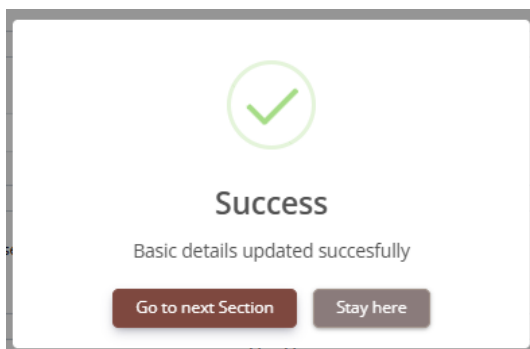 Success
Basic details updated succesfully
Go to next Section
Stay here